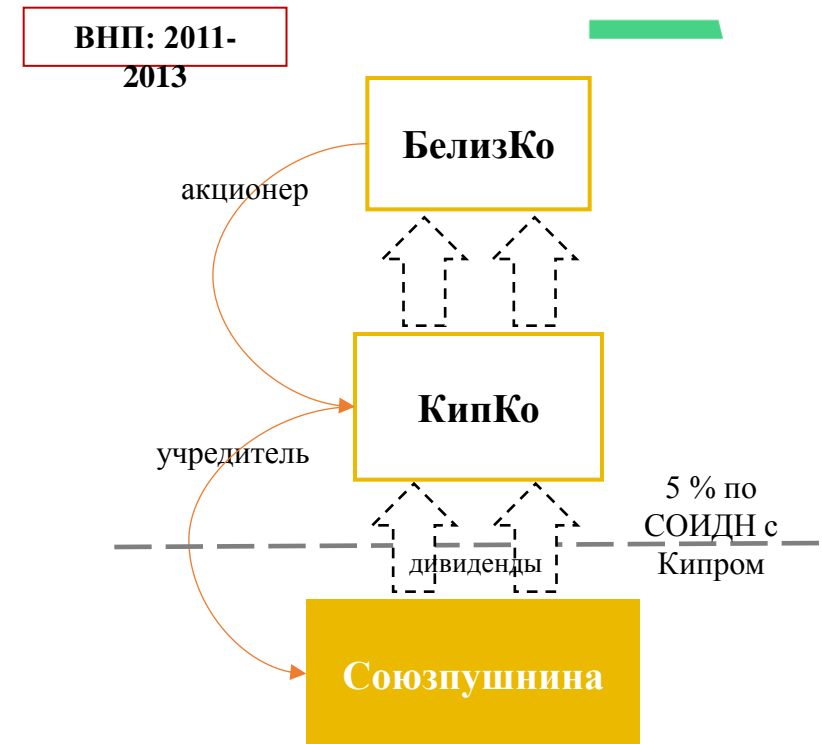 ВНП: 2011-
2013
БелизКо
акционер
КипКо
учредитель
5 % по
СОИДН с
Кипром
дивиденды
Союзпушнина